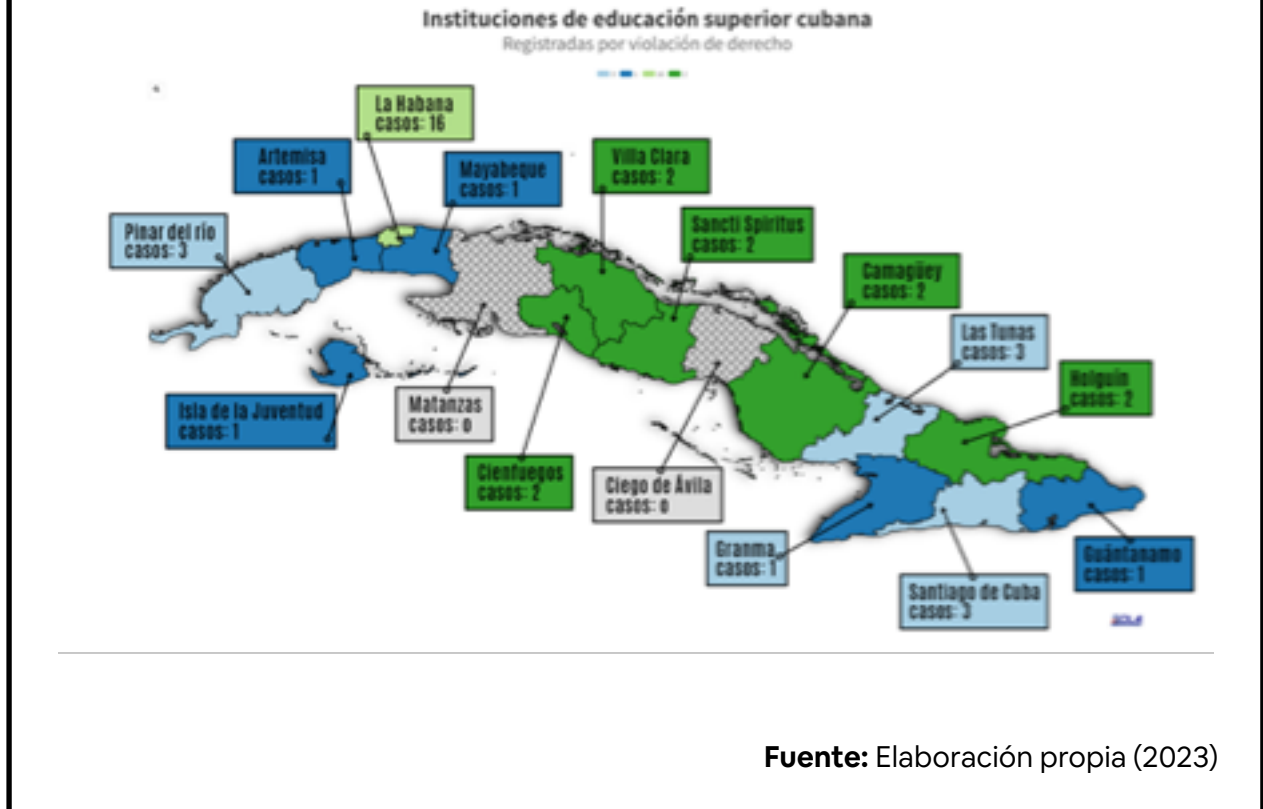 Instituciones de educación superior cubana
Registradas por violación de derecho
La Habana
casos: 16
Artemisa
casos: 1
Mayabeque
casos: 1
Villa Clara
casos: 2
Pinar del río
casos: 3
Sancti Spiritus
casos: 2
Camagüey
casos: 2
Las Tunas
casos: 3
Holguín
casos: 2
Isla de la Juventud
casos: 1
Matanzas
casos: 0
Cienfuegos
casos: 2
Ciego de Ávila
casos: 0
Granma
casos: 1
Santiago de Cuba
casos: 3
Guántanamo
casos: 1
Fuente: Elaboración propia (2023)